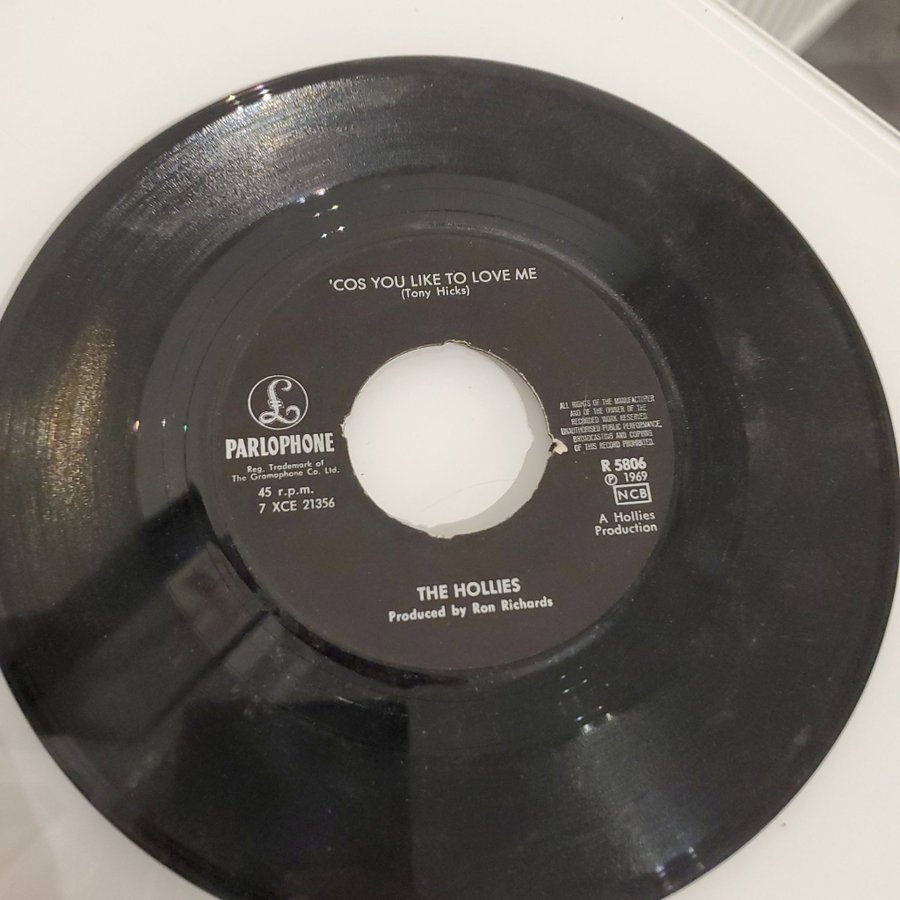 'COS YOU LIKE TO LOVE ME
(Tony Hicks)
£
PARLOPHONE
Reg. Trademark of
The Gramophone Co. Ltd.
45 r.p.m.
7 XCE 21356
ALL RIGHTS OF THE MANUFACTURER
AND OF THE OWNER OF THE
RECORDED WORK RESERVED.
UNAUTHORISED PUBLIC PERFORMANCE,
BROADCASTING AND COPYING
OF THIS RECORD PROHIBITED.
R 5806
℗ 1969
NCB
A Hollies
Production
THE HOLLIES
Produced by Ron Richards